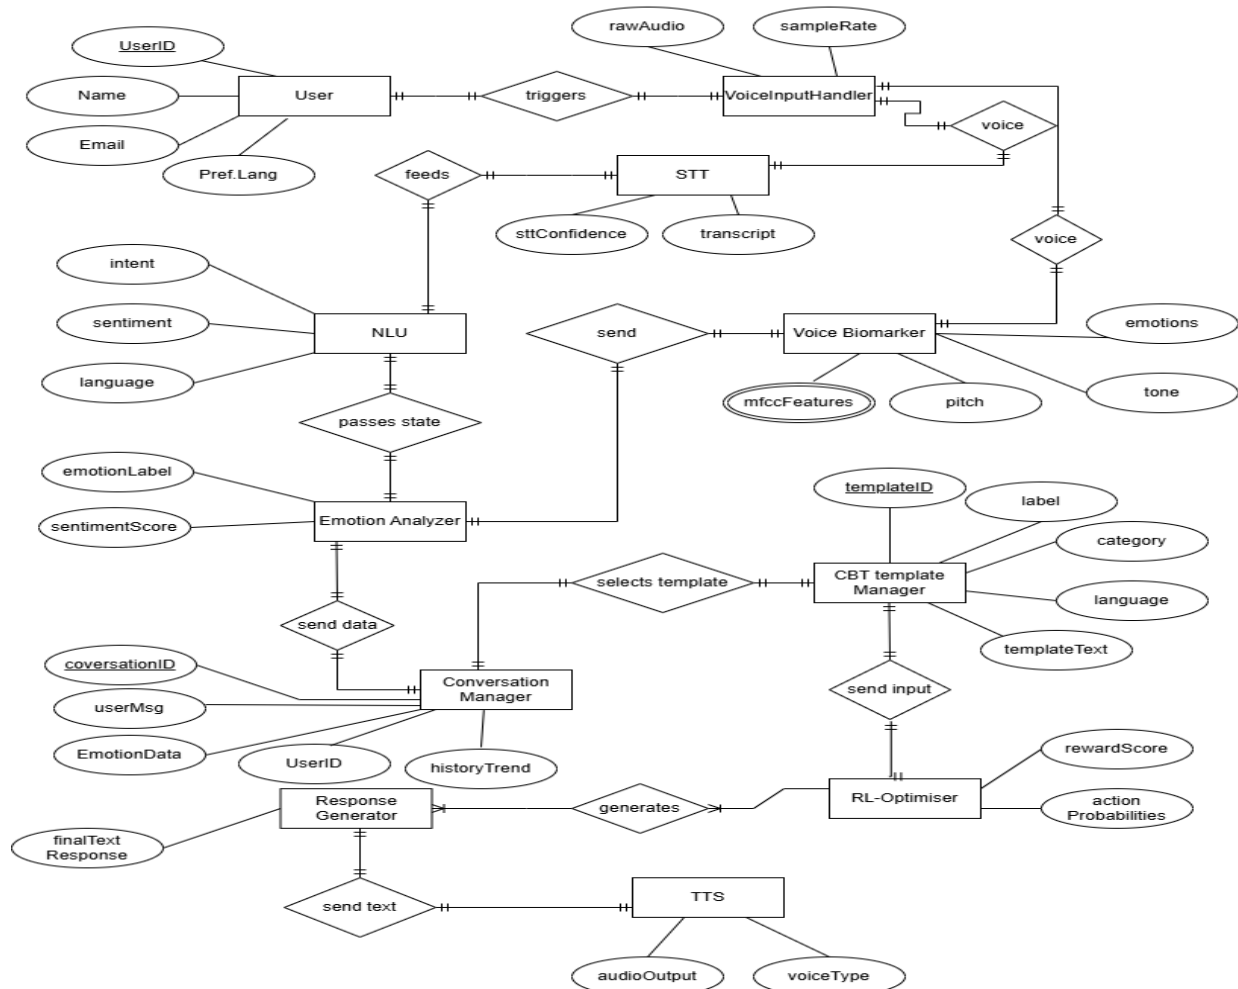 rawAudio
sampleRate
UserID
Name
User
triggers
VoiceInputHandler
voice
Email
Pref.Lang
feeds
STT
sttConfidence
transcript
voice
intent
sentiment
NLU
send
Voice Biomarker
emotions
language
mfccFeatures
pitch
tone
passes state
emotionLabel
sentimentScore
Emotion Analyzer
templateID
label
category
selects template
CBT template
Manager
language
send data
templateText
coversationID
Conversation
Manager
send input
userMsg
EmotionData
UserID
historyTrend
rewardScore
Response
Generator
generates
RL-Optimiser
action
Probabilities
finalText
Response
send text
TTS
audioOutput
voiceType